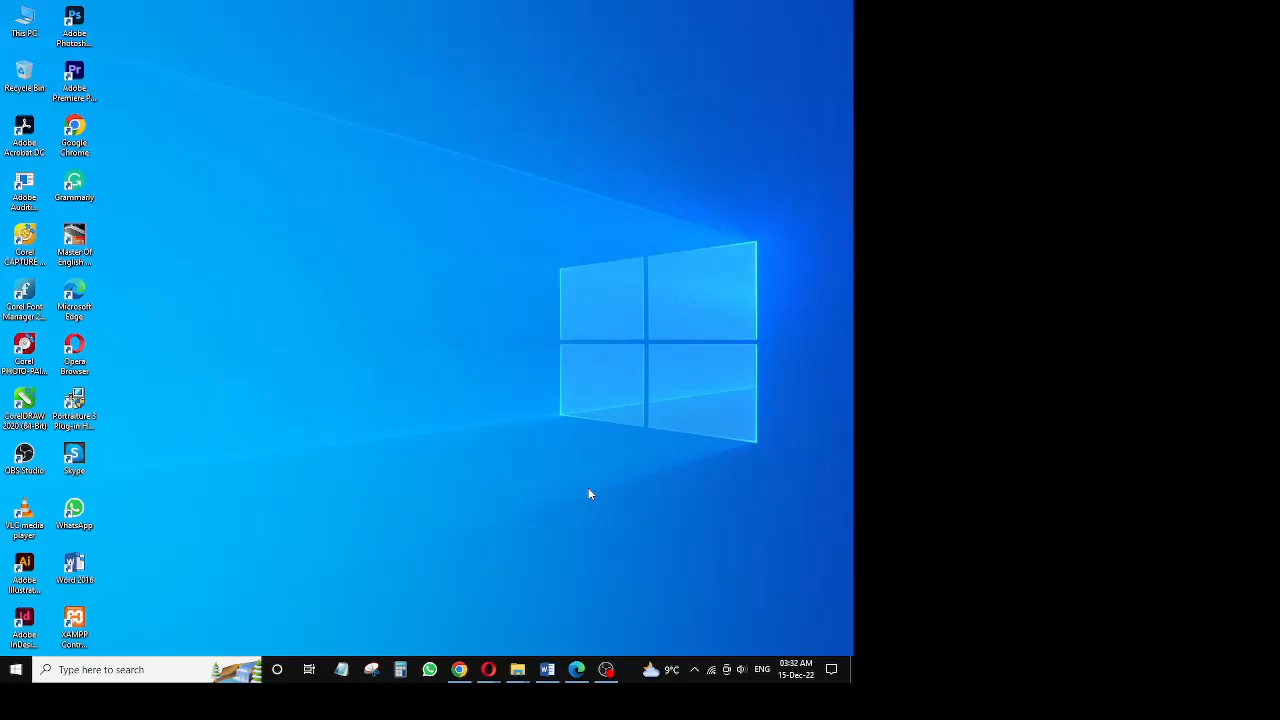 This PC
Adobe
Photosh...
Recycle Bin
Adobe
Premiere P...
Adobe
Acrobat DC
Google
Chrome
Adobe
Auditi...
Grammarly
Corel
CAPTURE ...
Master Of
English ...
Corel Font
Manager 2...
Microsoft
Edge
Corel
PHOTO-PAI...
Opera
Browser
CorelDRAW
2020 (64-Bit)
Portraiture 3
Plug-in H...
OBS Studio
Skype
VLC media
player
WhatsApp
Adobe
Illustrat...
Word 2016
Adobe
InDesi...
XAMPP
Contr...
Type here to search
9°C
ENG
03:32 AM
15-Dec-22